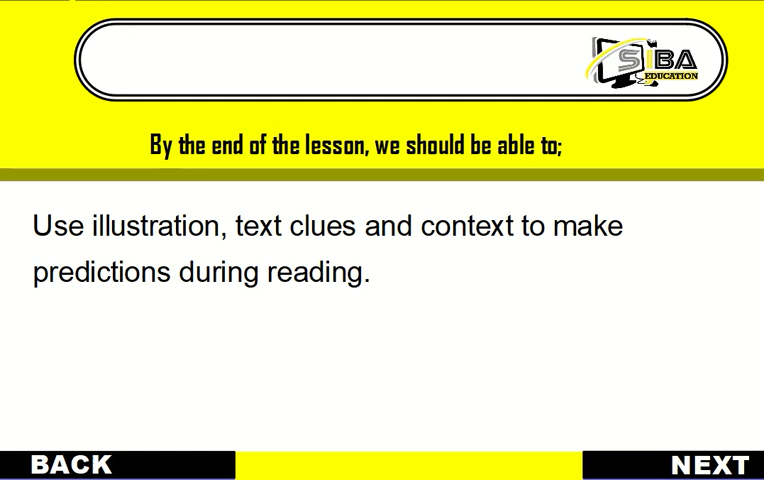 SiBA
EDUCATION
By the end of the lesson, we should be able to;
Use illustration, text clues and context to make
predictions during reading.
BACK
NEXT